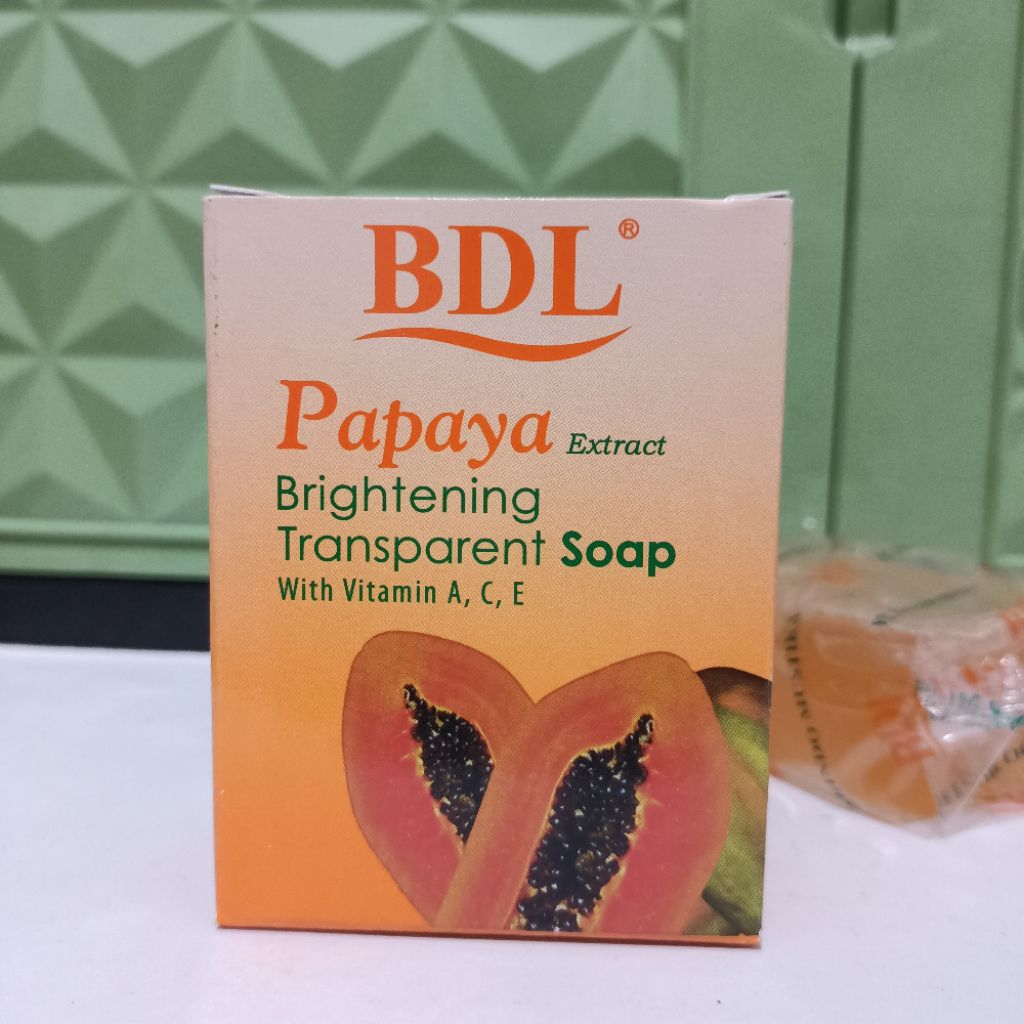 BDL®
Papaya Extract
Brightening
Transparent Soap
With Vitamin A, C, E